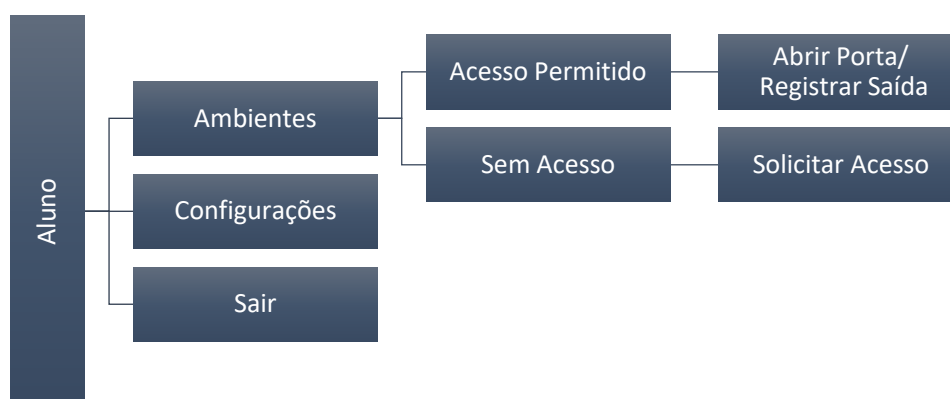 Aluno
Ambientes
Acesso Permitido
Abrir Porta/
Registrar Saída
Sem Acesso
Solicitar Acesso
Configurações
Sair